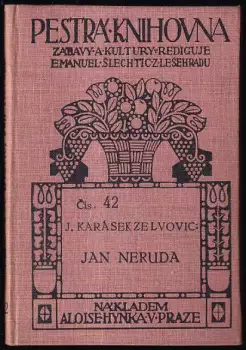 PESTRÁ·KNIHOVNA
ZÁBAVY·A·KULTURY·REDIGUJE
EMANUEL·ŠLECHTIC·Z·LEŠEHRADU
Čís. 42
J. KARÁSEK ZE LVOVIC:
JAN NERUDA
NÁKLADEM
ALOISE·HYNKA·V·PRAZE
2